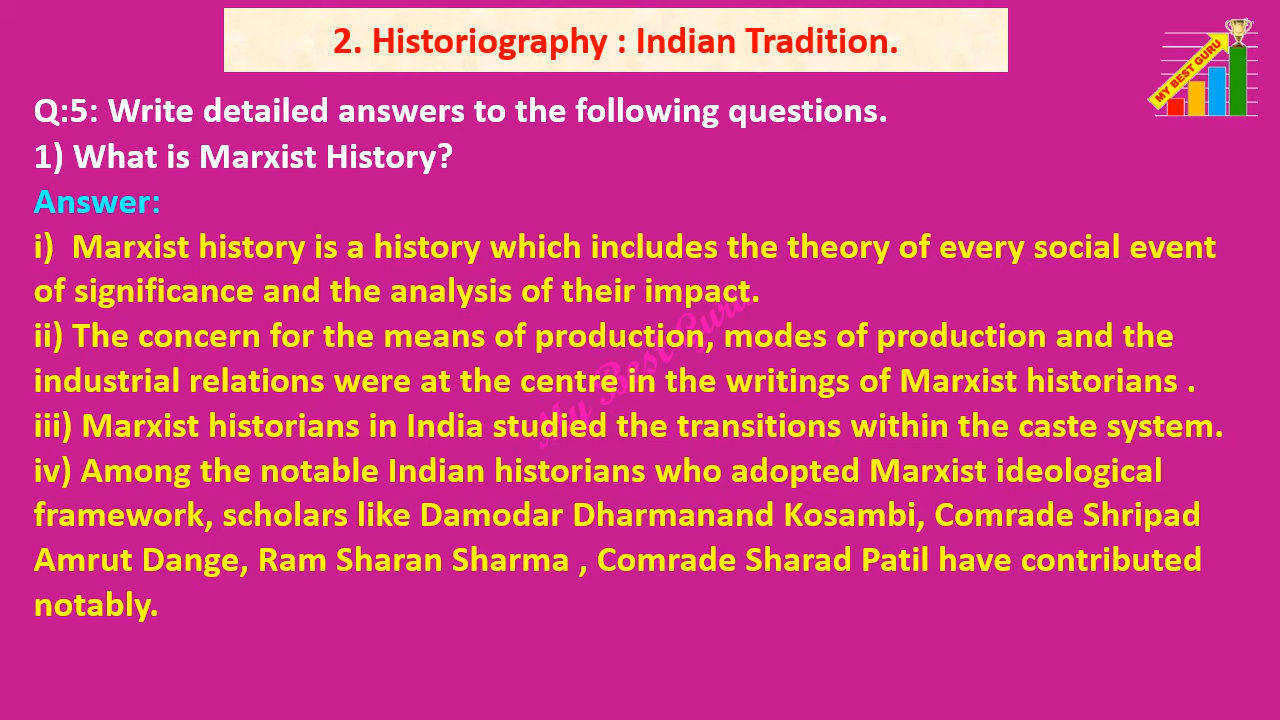 2. Historiography : Indian Tradition.
MY BEST GURU
Q:5: Write detailed answers to the following questions.
1) What is Marxist History?
Answer:
i)  Marxist history is a history which includes the theory of every social event
of significance and the analysis of their impact.
ii) The concern for the means of production, modes of production and the
industrial relations were at the centre in the writings of Marxist historians .
iii) Marxist historians in India studied the transitions within the caste system.
iv) Among the notable Indian historians who adopted Marxist ideological
framework, scholars like Damodar Dharmanand Kosambi, Comrade Shripad
Amrut Dange, Ram Sharan Sharma , Comrade Sharad Patil have contributed
notably.
My Best Guru